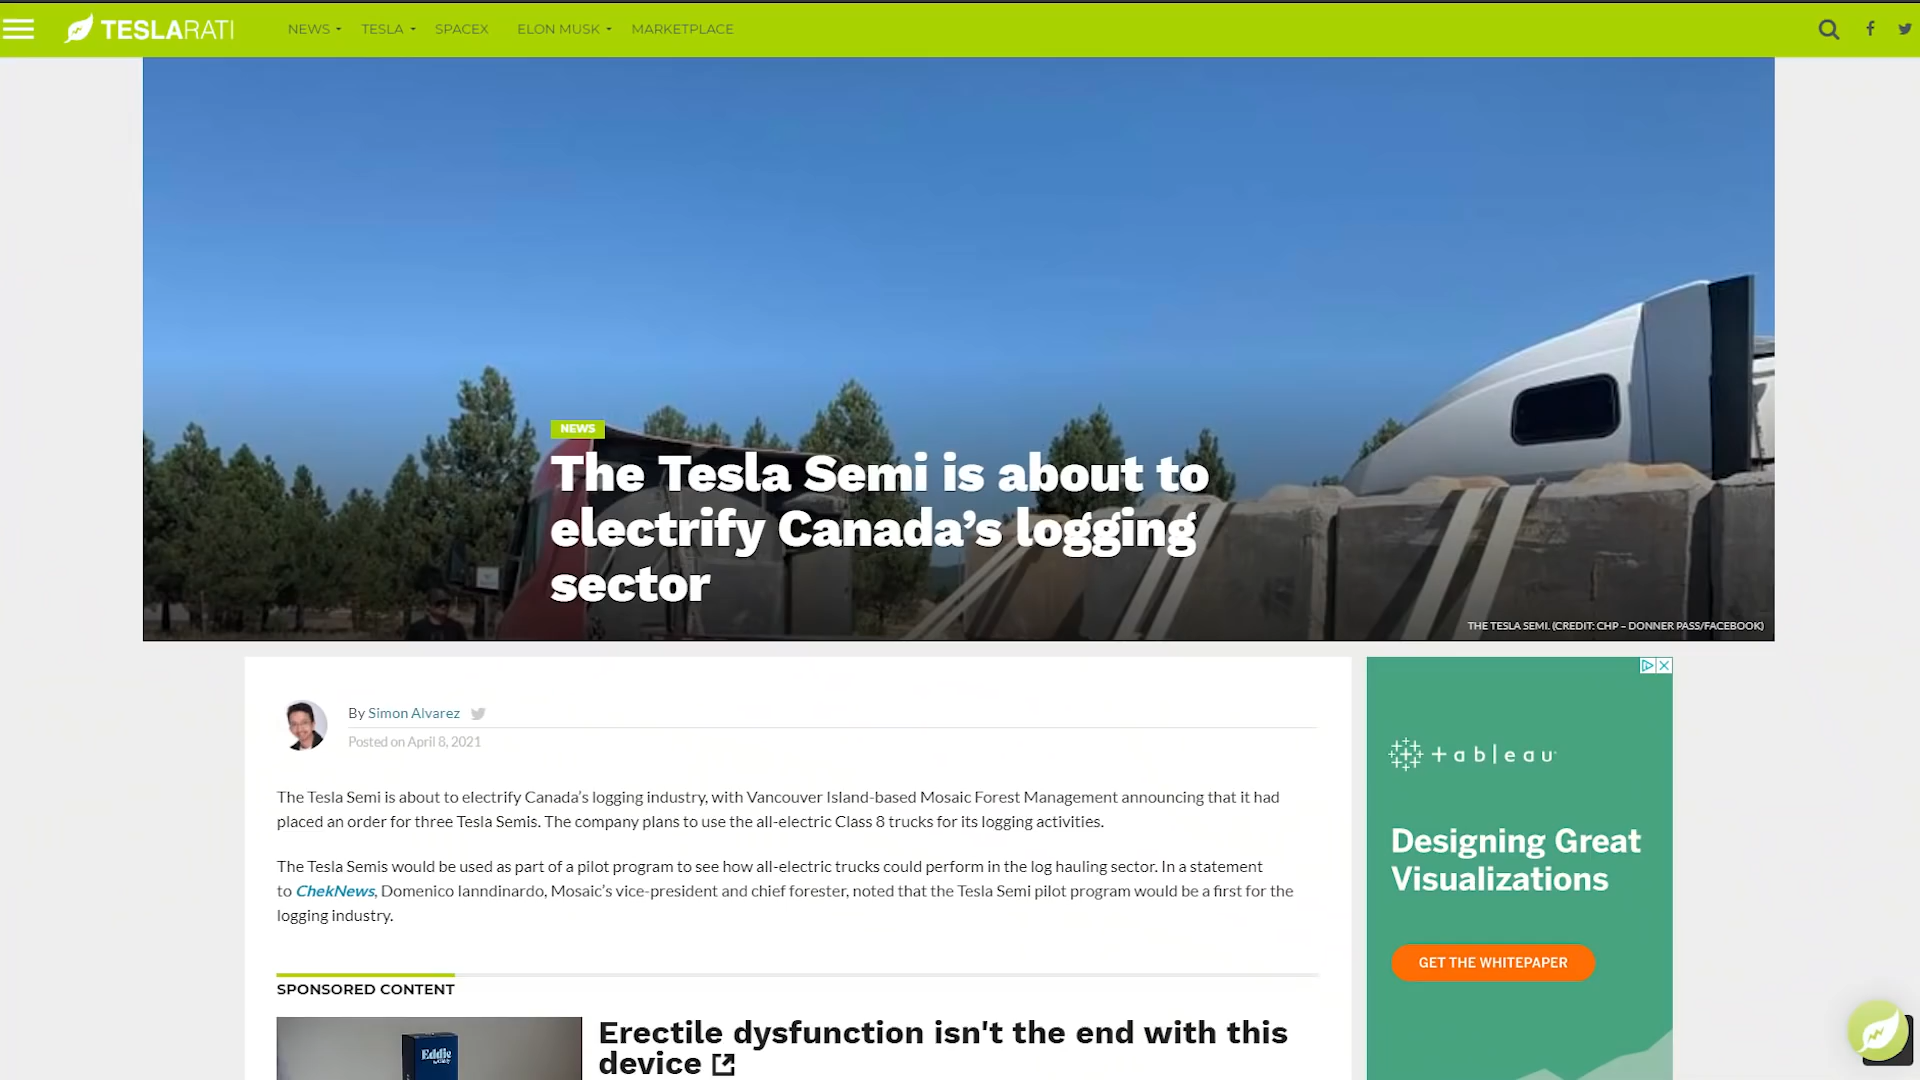 TESLARATI
NEWS
TESLA
SPACEX
ELON MUSK
MARKETPLACE
NEWS
The Tesla Semi is about to
electrify Canada’s logging
sector
THE TESLA SEMI. (CREDIT: CHP – DONNER PASS/FACEBOOK)
By Simon Alvarez
Posted on April 8, 2021
The Tesla Semi is about to electrify Canada’s logging industry, with Vancouver Island-based Mosaic Forest Management announcing that it had
placed an order for three Tesla Semis. The company plans to use the all-electric Class 8 trucks for its logging activities.
The Tesla Semis would be used as part of a pilot program to see how all-electric trucks could perform in the log hauling sector. In a statement
to ChekNews, Domenico Ianndinardo, Mosaic’s vice-president and chief forester, noted that the Tesla Semi pilot program would be a first for the
logging industry.
SPONSORED CONTENT
Eddie
Erectile dysfunction isn't the end with this
device
+ableau
Designing Great
Visualizations
GET THE WHITEPAPER